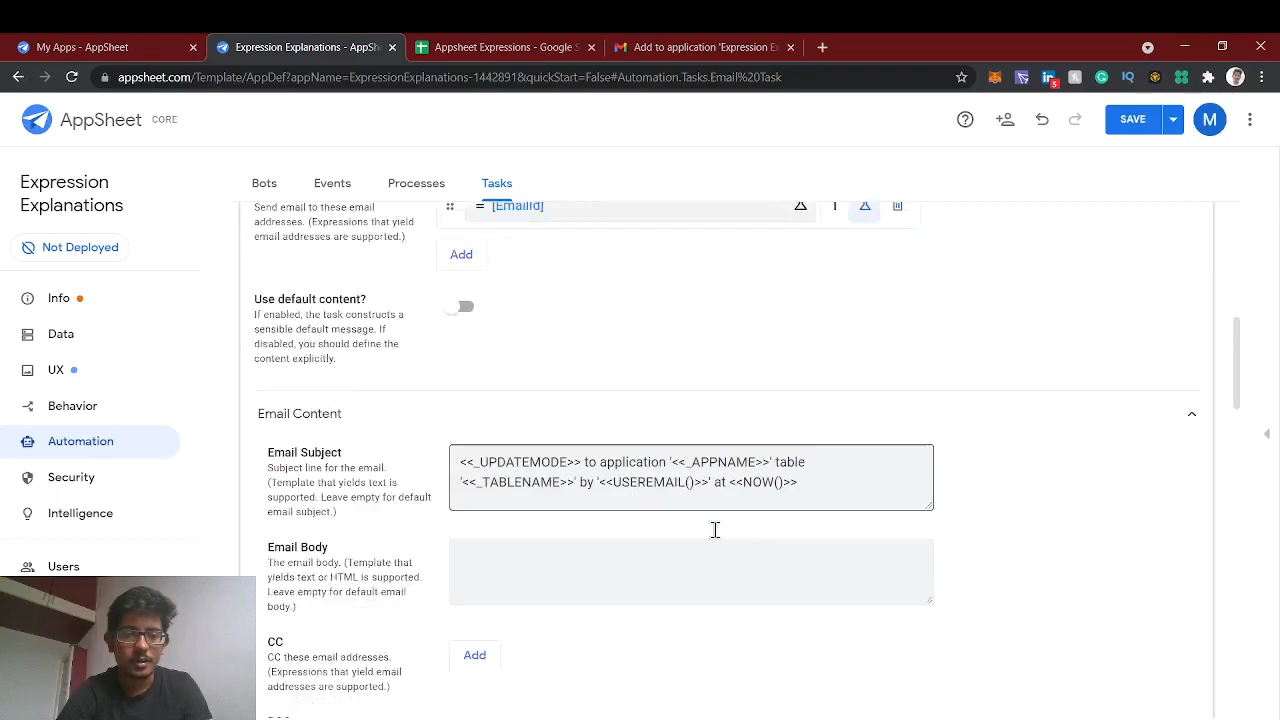 My Apps - AppSheet
Expression Explanations - AppSh
Appsheet Expressions - Google S
Add to application 'Expression E
appsheet.com/Template/AppDef?appName=ExpressionExplanations-1442891&quickStart=False#Automation.Tasks.Email%20Task
5
AppSheet CORE
SAVE
M
Expression
Explanations
Bots
Events
Processes
Tasks
Not Deployed
Info
Data
UX
Behavior
Automation
Security
Intelligence
Users
Send email to these email
addresses. (Expressions that yield
email addresses are supported.)
= [EmailId]
Add
Use default content?
If enabled, the task constructs a
sensible default message. If
disabled, you should define the
content explicitly.
Email Content
Email Subject
Subject line for the email.
(Template that yields text is
supported. Leave empty for default
email subject.)
<<_UPDATEMODE>> to application '<<_APPNAME>>' table
'<<_TABLENAME>>' by '<<USEREMAIL()>>' at <<NOW()>>
Email Body
The email body. (Template that
yields text or HTML is supported.
Leave empty for default email
body.)
CC
CC these email addresses.
(Expressions that yield email
addresses are supported.)
Add